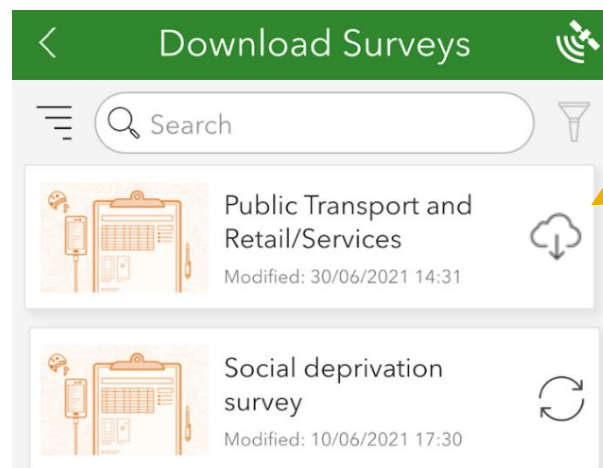 Download Surveys
Search
Public Transport and
Retail/Services
Modified: 30/06/2021 14:31
Social deprivation
survey
Modified: 10/06/2021 17:30